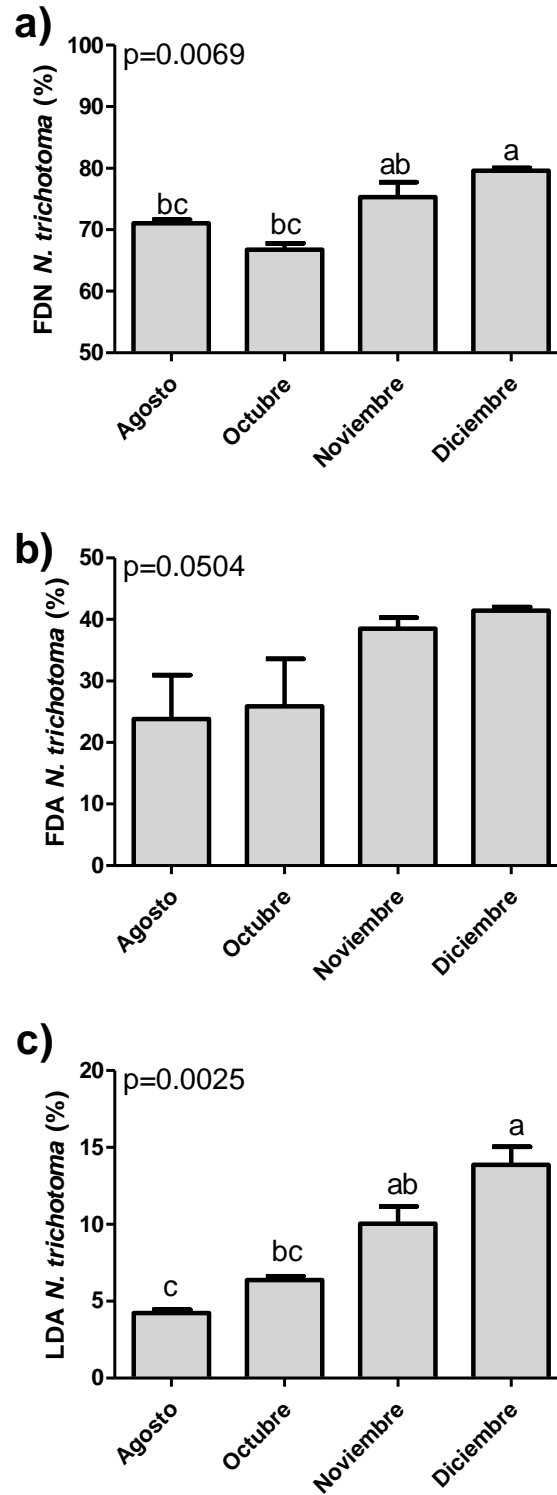 a)
p=0.0069
FDN N. trichotoma (%)
100
90
80
70
60
50
bc
bc
ab
a
Agosto
Octubre
Noviembre
Diciembre
b)
p=0.0504
FDA N. trichotoma (%)
50
40
30
20
10
0
Agosto
Octubre
Noviembre
Diciembre
c)
p=0.0025
LDA N. trichotoma (%)
20
15
10
5
0
c
bc
ab
a
Agosto
Octubre
Noviembre
Diciembre